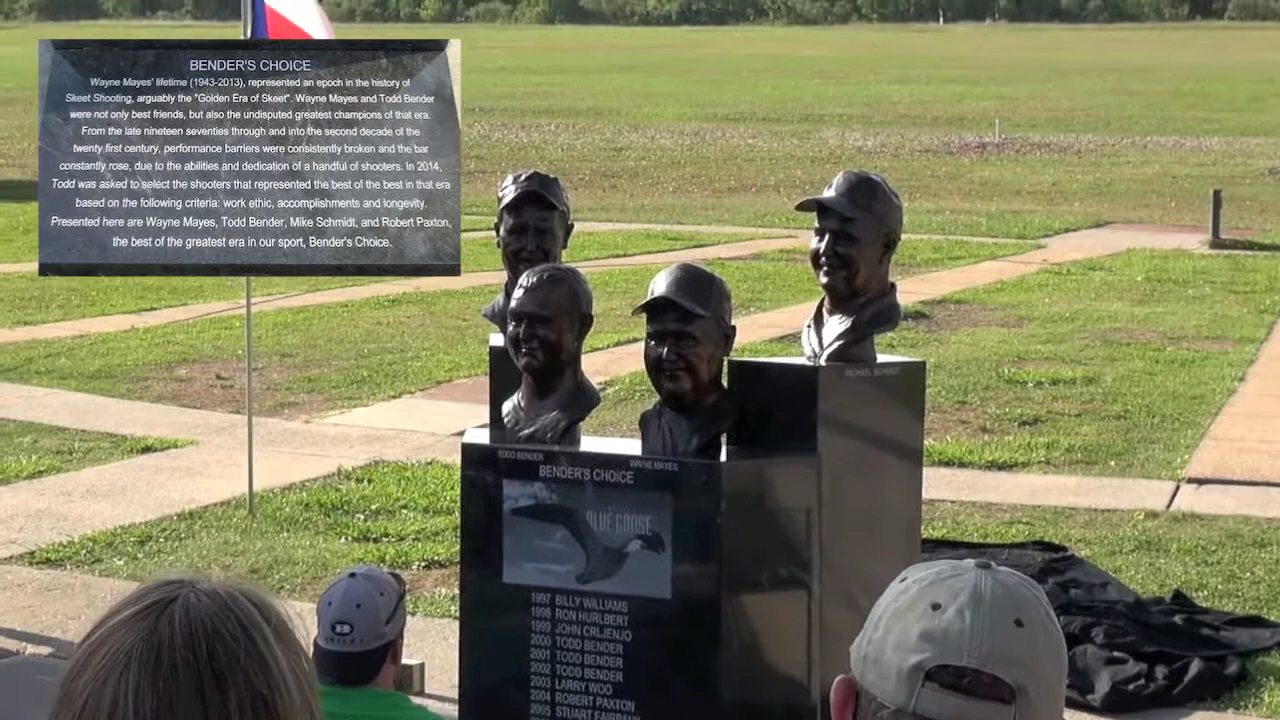 BENDER'S CHOICE
Wayne Mayes' lifetime (1943-2013), represented an epoch in the history of
Skeet Shooting, arguably the "Golden Era of Skeet". Wayne Mayes and Todd Bender
were not only best friends, but also the undisputed greatest champions of that era.
From the late nineteen seventies through and into the second decade of the
twenty first century, performance barriers were consistently broken and the bar
constantly rose, due to the abilities and dedication of a handful of shooters. In 2014,
Todd was asked to select the shooters that represented the best of the best in that era
based on the following criteria: work ethic, accomplishments and longevity.
Presented here are Wayne Mayes, Todd Bender, Mike Schmidt, and Robert Paxton,
the best of the greatest era in our sport, Bender's Choice.
MICHAEL SCHMIDT
TODD BENDER
WAYNE MAYES
BENDER'S CHOICE
BLUE GOOSE
1997 BILLY WILLIAMS
1998 RON HURLBERT
1999 JOHN CRLJENJO
2000 TODD BENDER
2001 TODD BENDER
2002 TODD BENDER
2003 LARRY WOO
2004 ROBERT PAXTON
2005 STUART FAIRBANK